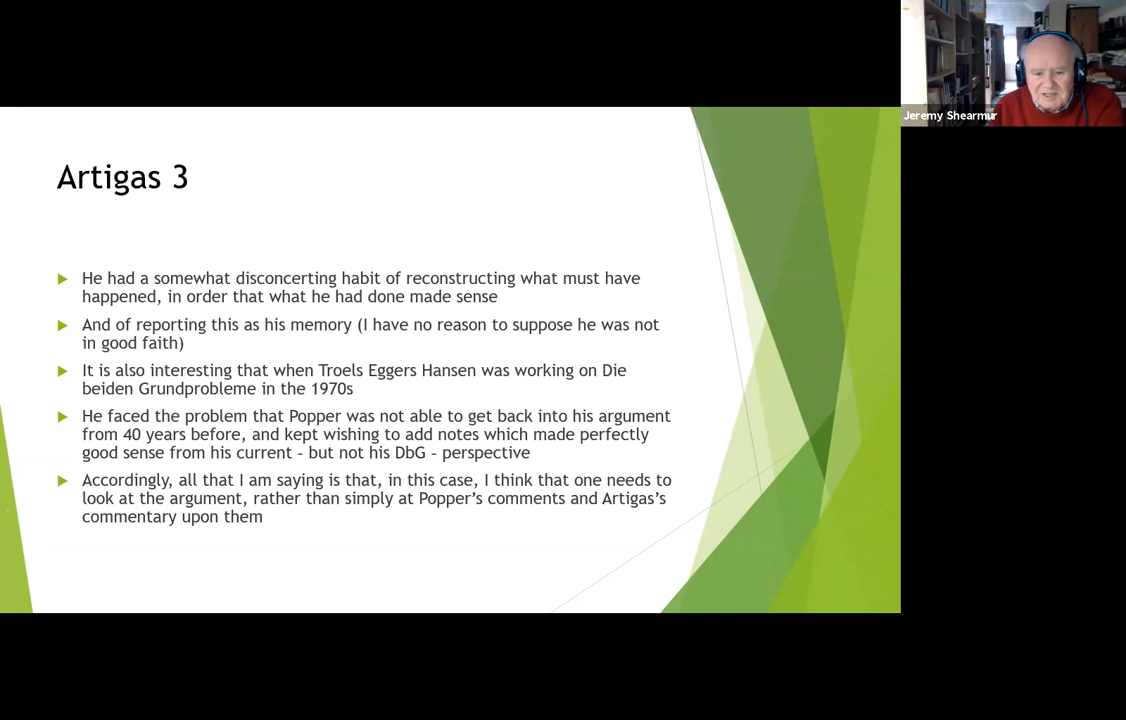 Jeremy Shearmur
Artigas 3
He had a somewhat disconcerting habit of reconstructing what must have
happened, in order that what he had done made sense
And of reporting this as his memory (I have no reason to suppose he was not
in good faith)
It is also interesting that when Troels Eggers Hansen was working on Die
beiden Grundprobleme in the 1970s
He faced the problem that Popper was not able to get back into his argument
from 40 years before, and kept wishing to add notes which made perfectly
good sense from his current – but not his DbG – perspective
Accordingly, all that I am saying is that, in this case, I think that one needs to
look at the argument, rather than simply at Popper’s comments and Artigas’s
commentary upon them